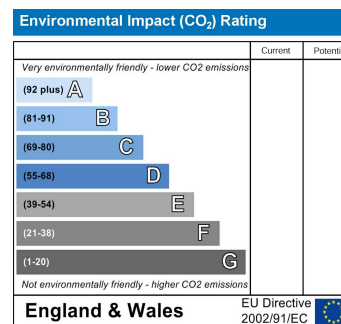 Environmental Impact (CO₂) Rating
Current Potenti
Very environmentally friendly - lower CO2 emissions
(92 plus) A
(81-91) B
(69-80) C
(55-68) D
(39-54) E
(21-38) F
(1-20) G
Not environmentally friendly - higher CO2 emissions
England & Wales
EU Directive
2002/91/EC